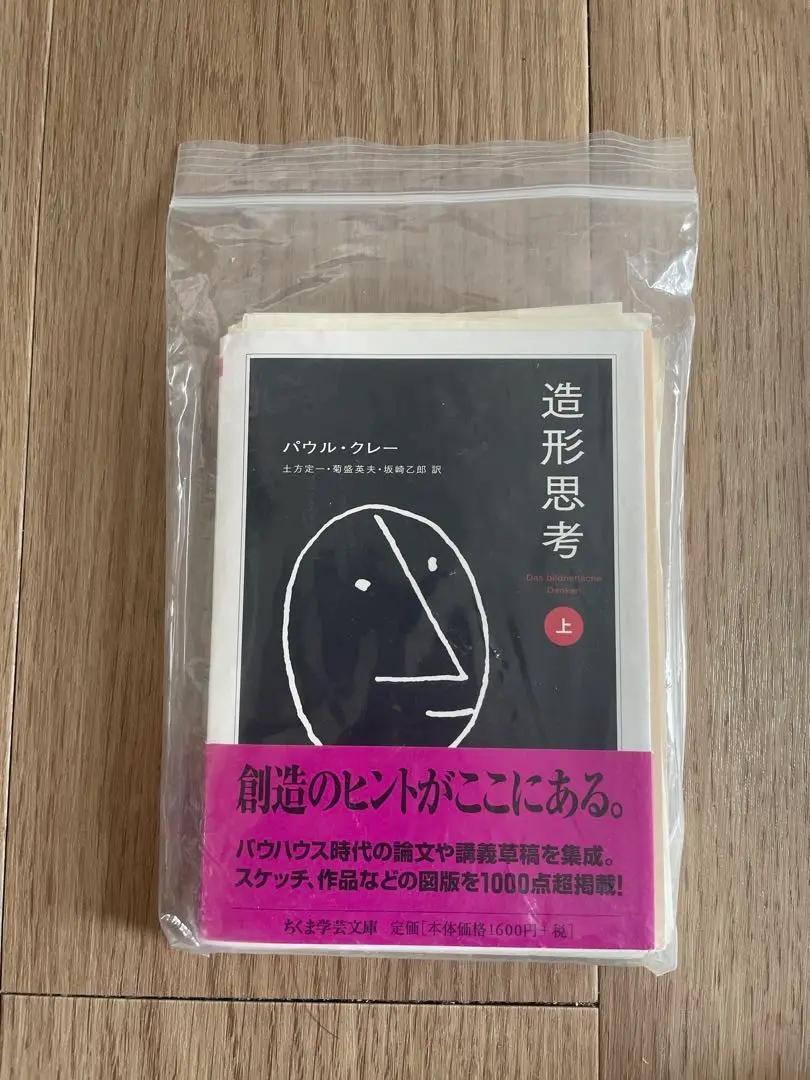 造形思考
Das bildnerische
Denken
上
パウル・クレー
土方定一・菊盛英夫・坂崎乙郎 訳
創造のヒントがここにある。
バウハウス時代の論文や講義草稿を集成。
スケッチ、作品などの図版を1000点超掲載!
ちくま学芸文庫 定価[本体価格1600円+税]